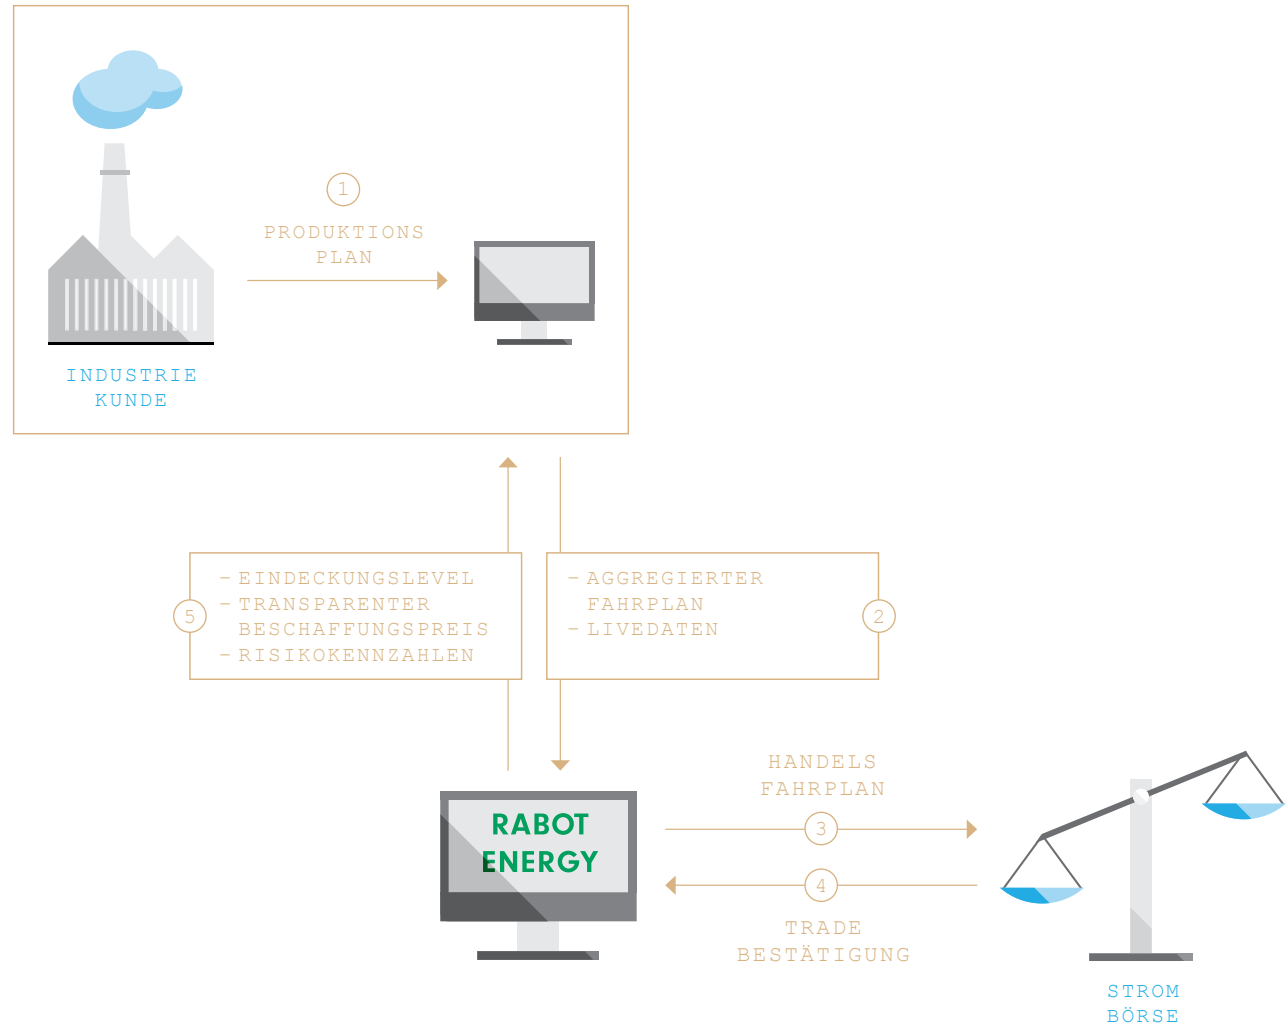 1
PRODUKTIONS
PLAN
INDUSTRIE
KUNDE
5
– EINDECKUNGSLEVEL
– TRANSPARENTER
BESCHAFFUNGSPREIS
– RISIKOKENNZAHLEN
– AGGREGIERTER
FAHRPLAN
– LIVEDATEN
2
RABOT
ENERGY
HANDELS
FAHRPLAN
3
4
TRADE
BESTÄTIGUNG
STROM
BÖRSE